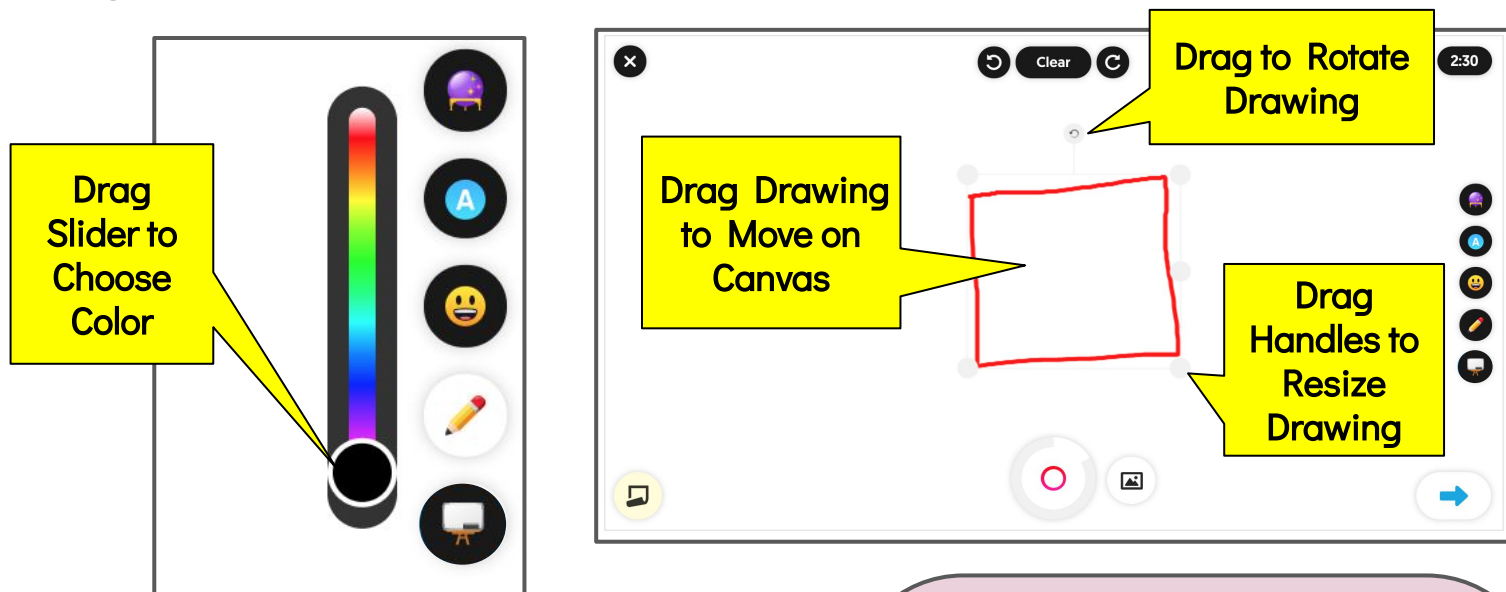 Drag
Slider to
Choose
Color
Clear
2:30
Drag to Rotate
Drawing
Drag Drawing
to Move on
Canvas
Drag
Handles to
Resize
Drawing
A
A